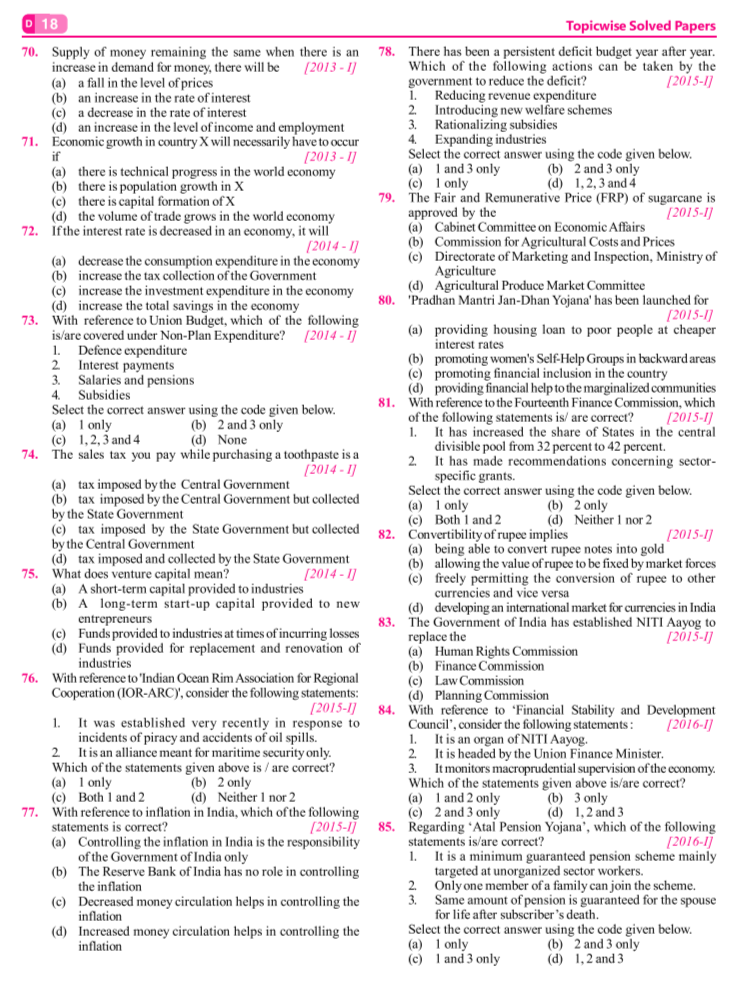 D 18
Topicwise Solved Papers
70. Supply of money remaining the same when there is an
increase in demand for money, there will be [2013 - I]
(a) a fall in the level of prices
(b) an increase in the rate of interest
(c) a decrease in the rate of interest
(d) an increase in the level of income and employment
71. Economic growth in country X will necessarily have to occur
if [2013 - I]
(a) there is technical progress in the world economy
(b) there is population growth in X
(c) there is capital formation of X
(d) the volume of trade grows in the world economy
72. If the interest rate is decreased in an economy, it will
[2014 - I]
(a) decrease the consumption expenditure in the economy
(b) increase the tax collection of the Government
(c) increase the investment expenditure in the economy
(d) increase the total savings in the economy
73. With reference to Union Budget, which of the following
is/are covered under Non-Plan Expenditure? [2014 - I]
1. Defence expenditure
2. Interest payments
3. Salaries and pensions
4. Subsidies
Select the correct answer using the code given below.
(a) 1 only (b) 2 and 3 only
(c) 1, 2, 3 and 4 (d) None
74. The sales tax you pay while purchasing a toothpaste is a
[2014 - I]
(a) tax imposed by the Central Government
(b) tax imposed by the Central Government but collected
by the State Government
(c) tax imposed by the State Government but collected
by the Central Government
(d) tax imposed and collected by the State Government
75. What does venture capital mean? [2014 - I]
(a) A short-term capital provided to industries
(b) A long-term start-up capital provided to new
entrepreneurs
(c) Funds provided to industries at times of incurring losses
(d) Funds provided for replacement and renovation of
industries
76. With reference to 'Indian Ocean Rim Association for Regional
Cooperation (IOR-ARC)', consider the following statements:
[2015-I]
1. It was established very recently in response to
incidents of piracy and accidents of oil spills.
2. It is an alliance meant for maritime security only.
Which of the statements given above is / are correct?
(a) 1 only (b) 2 only
(c) Both 1 and 2 (d) Neither 1 nor 2
77. With reference to inflation in India, which of the following
statements is correct? [2015-I]
(a) Controlling the inflation in India is the responsibility
of the Government of India only
(b) The Reserve Bank of India has no role in controlling
the inflation
(c) Decreased money circulation helps in controlling the
inflation
(d) Increased money circulation helps in controlling the
inflation
78. There has been a persistent deficit budget year after year.
Which of the following actions can be taken by the
government to reduce the deficit? [2015-I]
1. Reducing revenue expenditure
2. Introducing new welfare schemes
3. Rationalizing subsidies
4. Expanding industries
Select the correct answer using the code given below.
(a) 1 and 3 only (b) 2 and 3 only
(c) 1 only (d) 1, 2, 3 and 4
79. The Fair and Remunerative Price (FRP) of sugarcane is
approved by the [2015-I]
(a) Cabinet Committee on Economic Affairs
(b) Commission for Agricultural Costs and Prices
(c) Directorate of Marketing and Inspection, Ministry of
Agriculture
(d) Agricultural Produce Market Committee
80. 'Pradhan Mantri Jan-Dhan Yojana' has been launched for
[2015-I]
(a) providing housing loan to poor people at cheaper
interest rates
(b) promoting women's Self-Help Groups in backward areas
(c) promoting financial inclusion in the country
(d) providing financial help to the marginalized communities
81. With reference to the Fourteenth Finance Commission, which
of the following statements is/ are correct? [2015-I]
1. It has increased the share of States in the central
divisible pool from 32 percent to 42 percent.
2. It has made recommendations concerning sector-
specific grants.
Select the correct answer using the code given below.
(a) 1 only (b) 2 only
(c) Both 1 and 2 (d) Neither 1 nor 2
82. Convertibility of rupee implies [2015-I]
(a) being able to convert rupee notes into gold
(b) allowing the value of rupee to be fixed by market forces
(c) freely permitting the conversion of rupee to other
currencies and vice versa
(d) developing an international market for currencies in India
83. The Government of India has established NITI Aayog to
replace the [2015-I]
(a) Human Rights Commission
(b) Finance Commission
(c) Law Commission
(d) Planning Commission
84. With reference to ‘Financial Stability and Development
Council’, consider the following statements : [2016-I]
1. It is an organ of NITI Aayog.
2. It is headed by the Union Finance Minister.
3. It monitors macroprudential supervision of the economy.
Which of the statements given above is/are correct?
(a) 1 and 2 only (b) 3 only
(c) 2 and 3 only (d) 1, 2 and 3
85. Regarding ‘Atal Pension Yojana’, which of the following
statements is/are correct? [2016-I]
1. It is a minimum guaranteed pension scheme mainly
targeted at unorganized sector workers.
2. Only one member of a family can join the scheme.
3. Same amount of pension is guaranteed for the spouse
for life after subscriber’s death.
Select the correct answer using the code given below.
(a) 1 only (b) 2 and 3 only
(c) 1 and 3 only (d) 1, 2 and 3